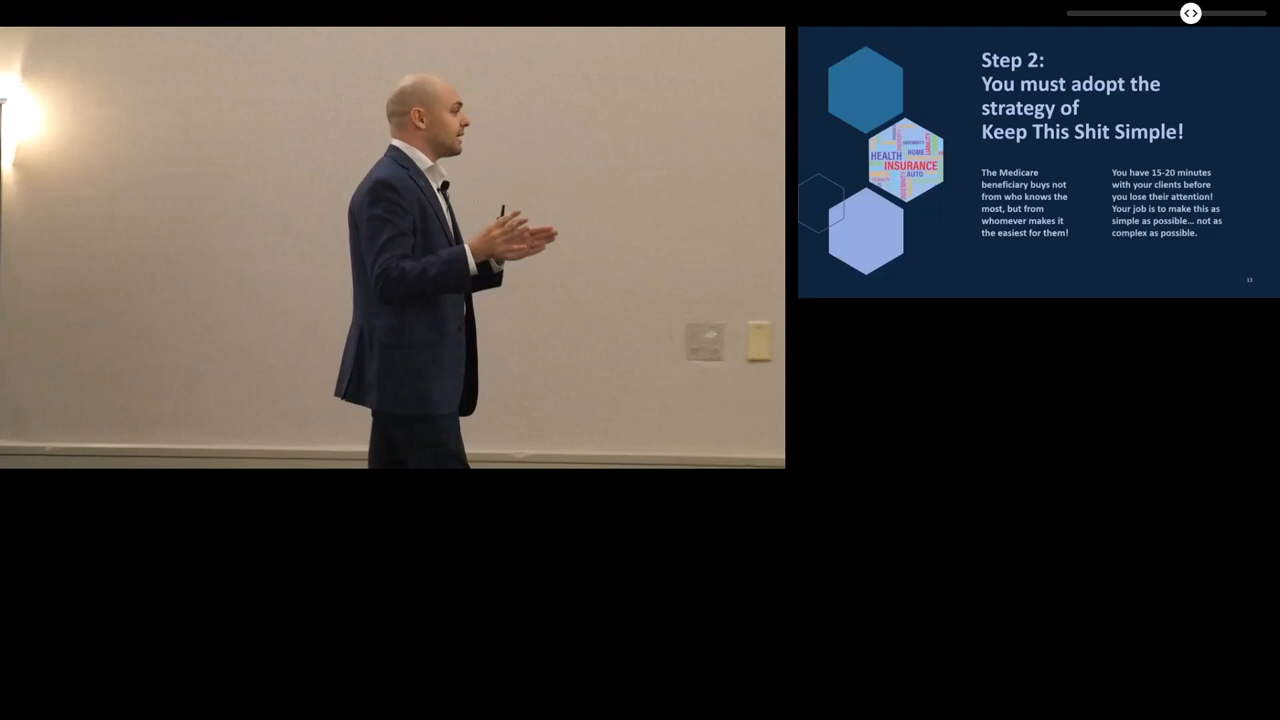 Step 2:
You must adopt the
strategy of
Keep This Shit Simple!
INDEMNITY
HEALTH
HOME
INSURANCE
AUTO
The Medicare
beneficiary buys not
from who knows the
most, but from
whomever makes it
the easiest for them!
You have 15-20 minutes
with your clients before
you lose their attention!
Your job is to make this as
simple as possible... not as
complex as possible.
13